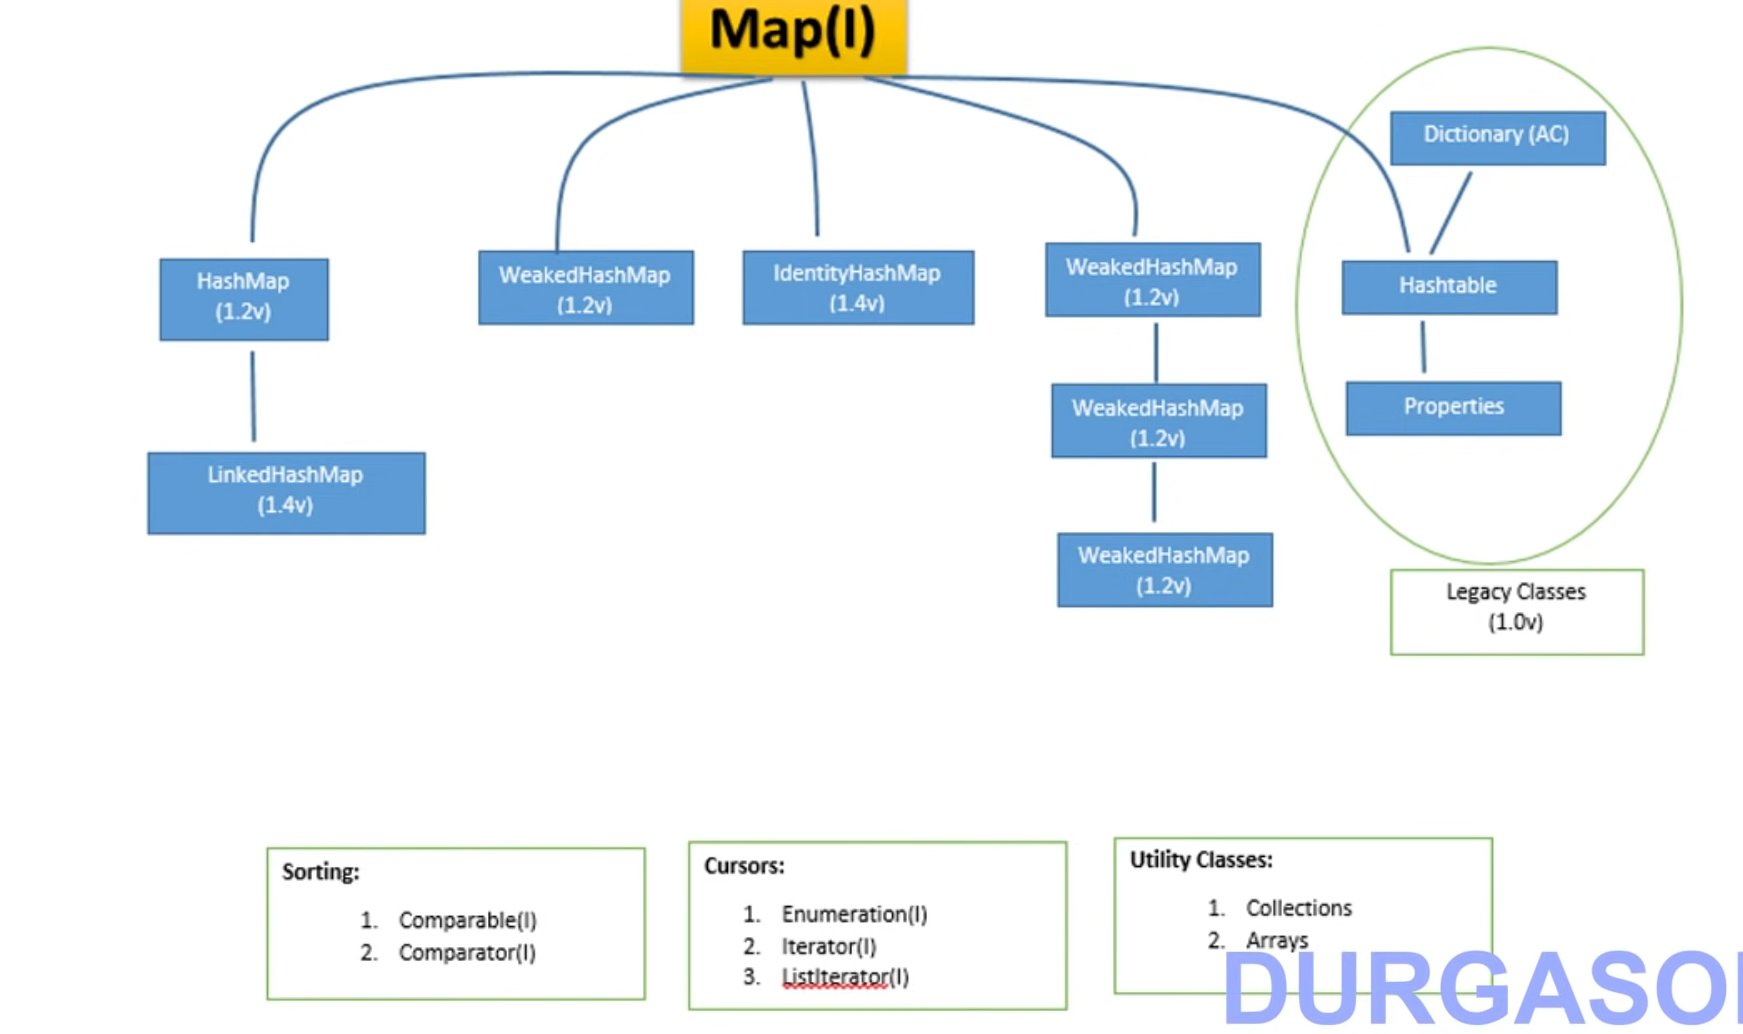 Map(I)
Dictionary (AC)
HashMap
(1.2v)
WeakedHashMap
(1.2v)
IdentityHashMap
(1.4v)
WeakedHashMap
(1.2v)
Hashtable
WeakedHashMap
(1.2v)
Properties
LinkedHashMap
(1.4v)
WeakedHashMap
(1.2v)
Legacy Classes
(1.0v)
Sorting:
1. Comparable(I)
2. Comparator(I)
Cursors:
1. Enumeration(I)
2. Iterator(I)
3. ListIterator(I)
Utility Classes:
1. Collections
2. Arrays